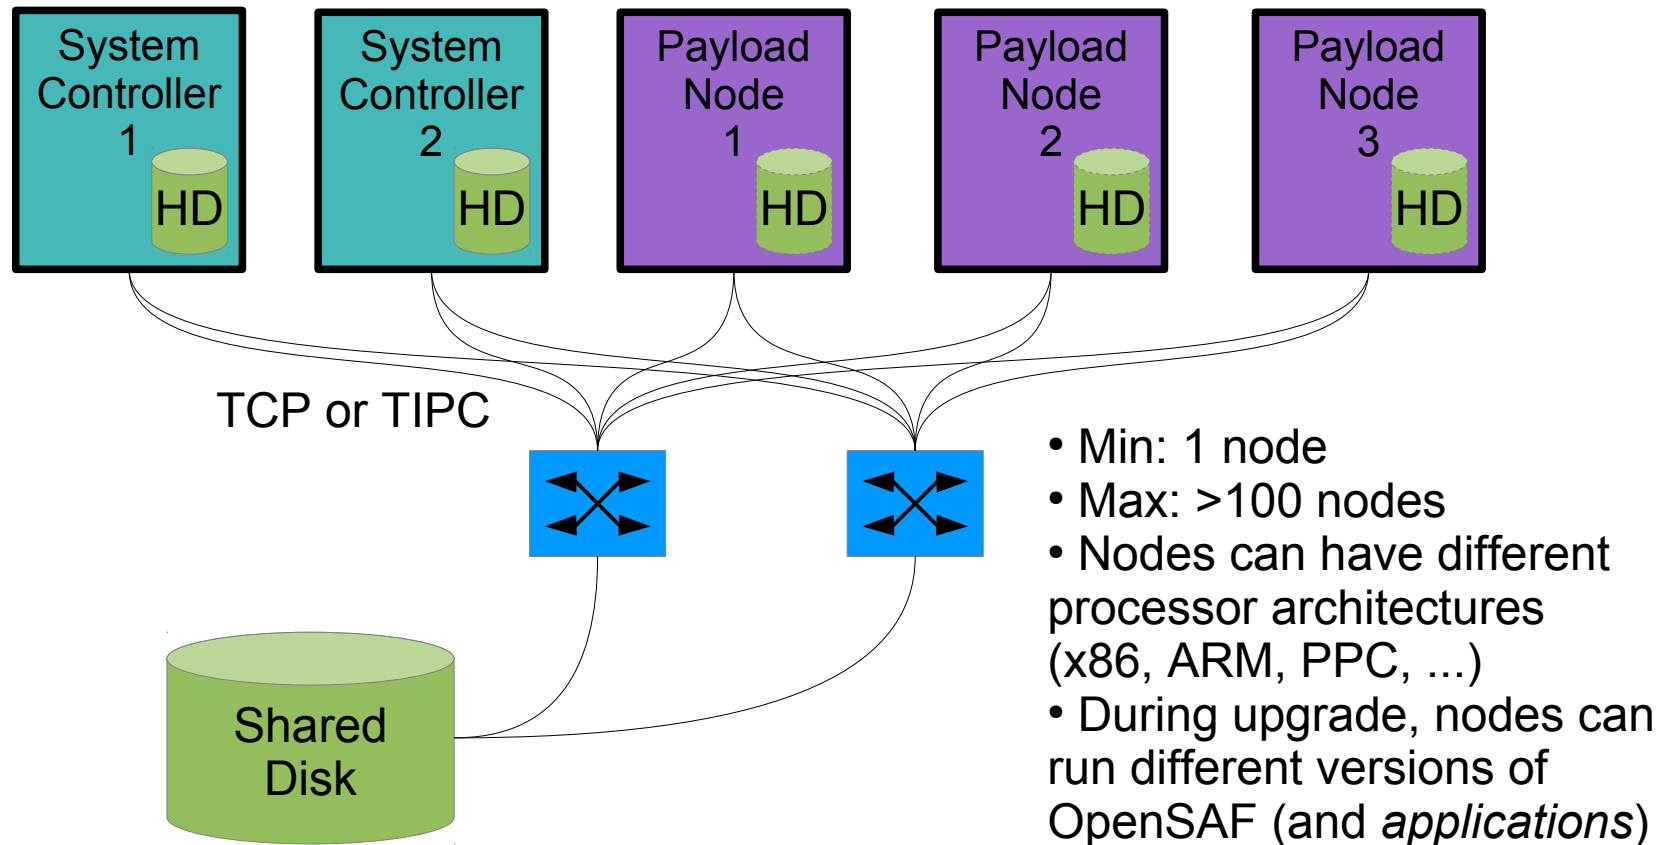 System
Controller
1
HD
System
Controller
2
HD
Payload
Node
1
HD
Payload
Node
2
HD
Payload
Node
3
HD
TCP or TIPC
Shared
Disk
• Min: 1 node
• Max: >100 nodes
• Nodes can have different
processor architectures
(x86, ARM, PPC, ...)
• During upgrade, nodes can
run different versions of
OpenSAF (and applications)